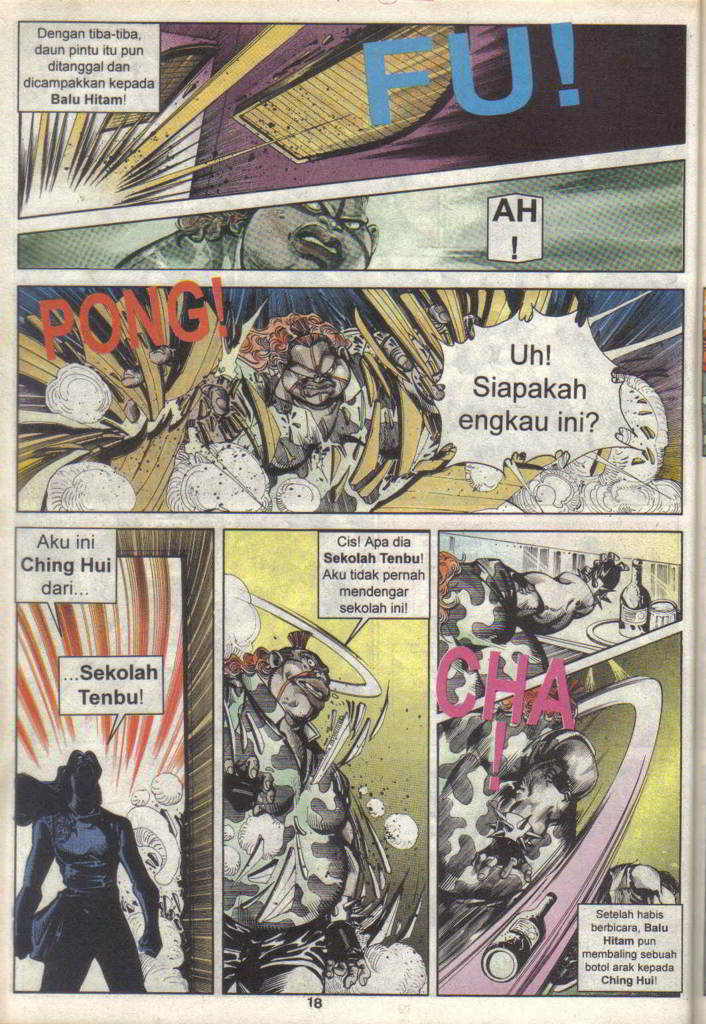 Dengan tiba-tiba,
daun pintu itu pun
ditanggal dan
dicampakkan kepada
Balu Hitam!
FU!
AH
!
PONG!
Uh!
Siapakah
engkau ini?
Aku ini
Ching Hui
dari...
...Sekolah
Tenbu!
Cis! Apa dia
Sekolah Tenbu!
Aku tidak pernah
mendengar
sekolah ini!
CHA
!
Setelah habis
berbicara, Balu
Hitam pun
membaling sebuah
botol arak kepada
Ching Hui!
18